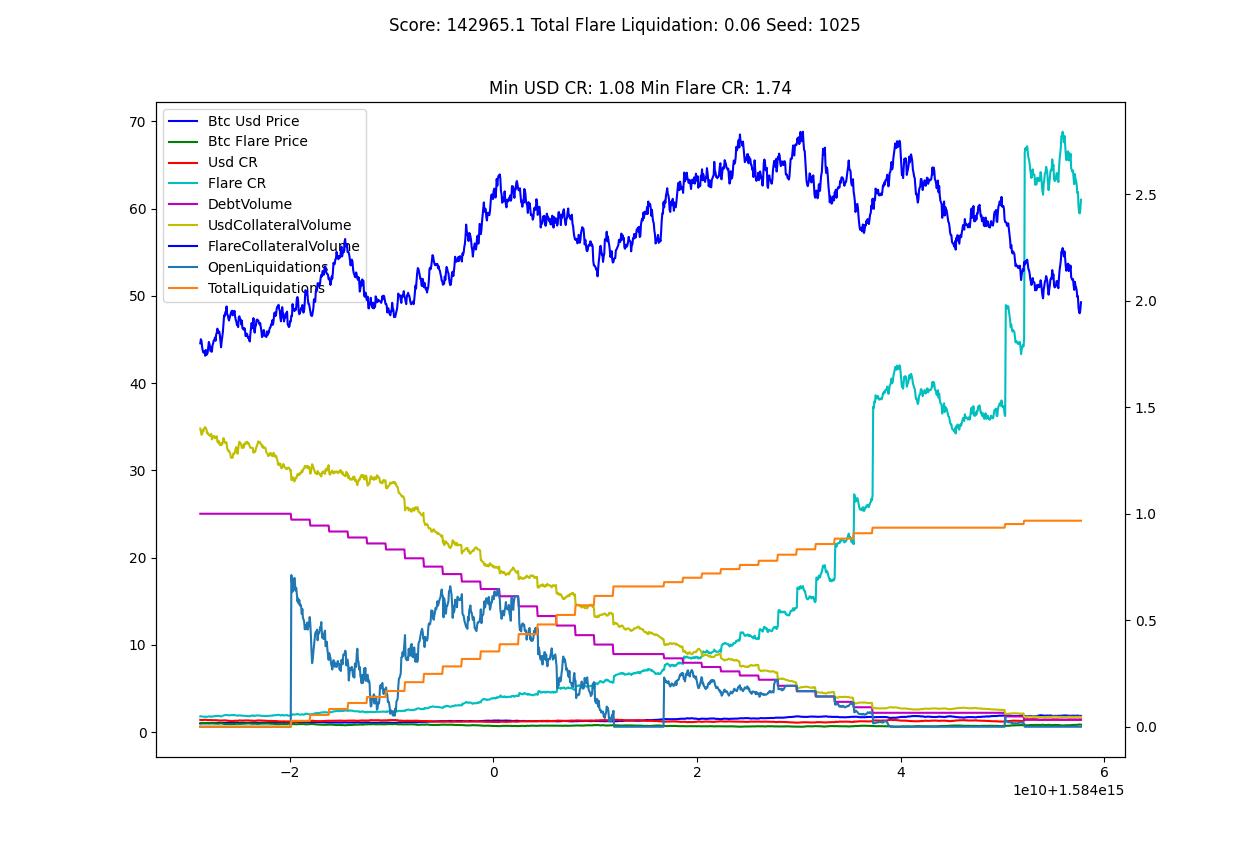 Score: 142965.1 Total Flare Liquidation: 0.06 Seed: 1025
Min USD CR: 1.08 Min Flare CR: 1.74
Btc Usd Price
Btc Flare Price
Usd CR
Flare CR
DebtVolume
UsdCollateralVolume
FlareCollateralVolume
OpenLiquidations
TotalLiquidations
70
60
50
40
30
20
10
0
2.5
2.0
1.5
1.0
0.5
0.0
−2 0 2 4 6
1e10+1.584e15